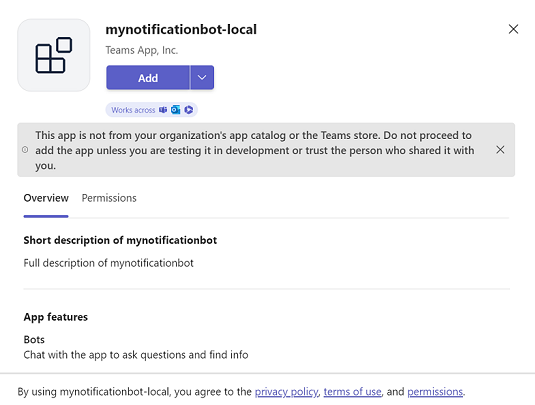 mynotificationbot-local
Teams App, Inc.
Add
Works across
This app is not from your organization's app catalog or the Teams store. Do not proceed to
add the app unless you are testing it in development or trust the person who shared it with
you.
Overview Permissions
Short description of mynotificationbot
Full description of mynotificationbot
App features
Bots
Chat with the app to ask questions and find info
By using mynotificationbot-local, you agree to the privacy policy, terms of use, and permissions.